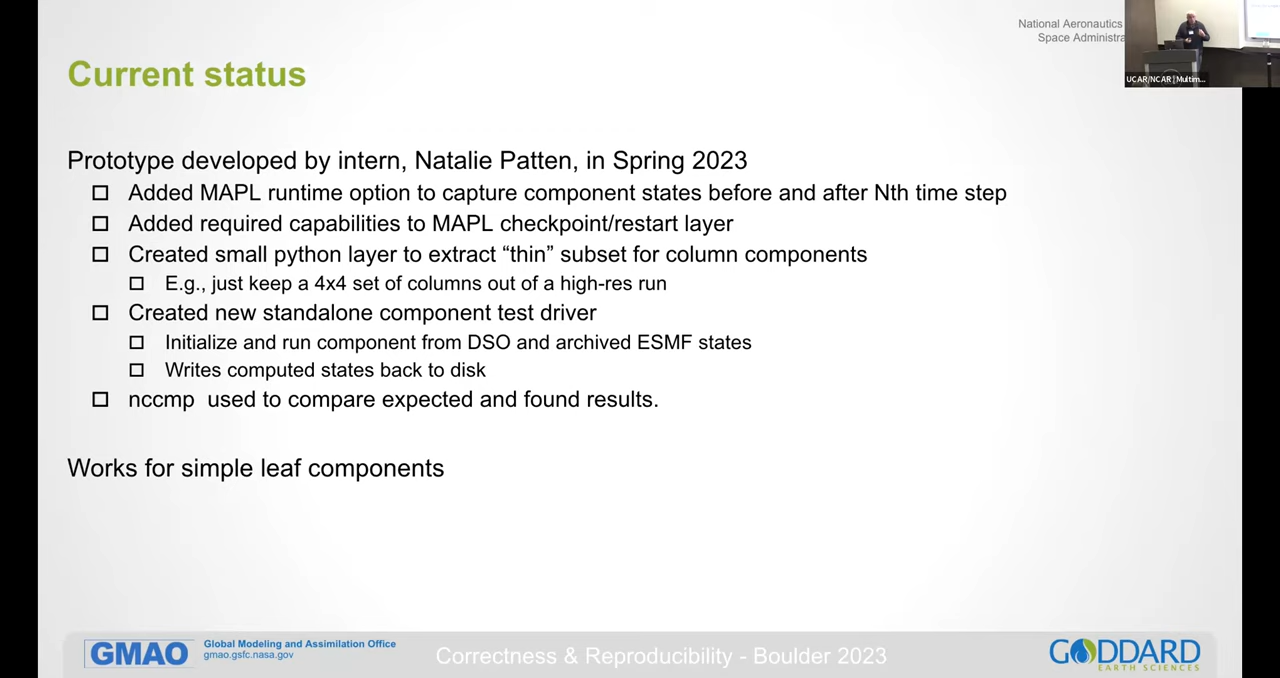 National Aeronautics
Space Administra
UCAR/NCAR | Multim...
Current status
Prototype developed by intern, Natalie Patten, in Spring 2023
Added MAPL runtime option to capture component states before and after Nth time step
Added required capabilities to MAPL checkpoint/restart layer
Created small python layer to extract “thin” subset for column components
E.g., just keep a 4x4 set of columns out of a high-res run
Created new standalone component test driver
Initialize and run component from DSO and archived ESMF states
Writes computed states back to disk
nccmp used to compare expected and found results.
Works for simple leaf components
GMAO
Global Modeling and Assimilation Office
gmao.gsfc.nasa.gov
Correctness & Reproducibility - Boulder 2023
GODDARD
EARTH SCIENCES